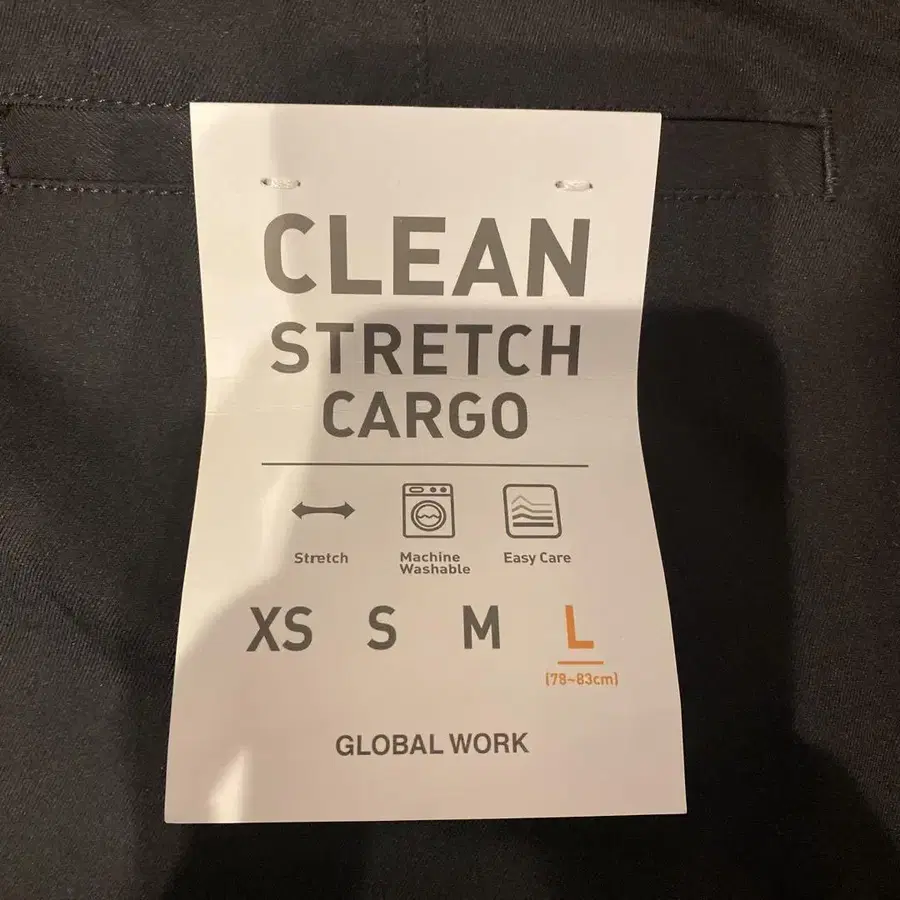 CLEAN
STRETCH
CARGO
Stretch
Machine
Washable
Easy Care
XS S M L
(78~83cm)
GLOBAL WORK